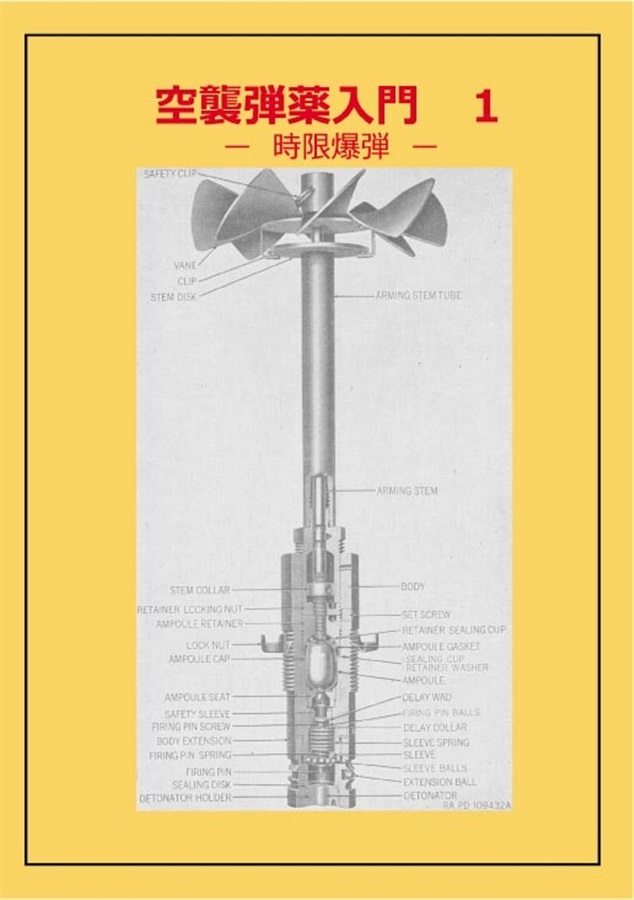 空襲弾薬入門 1
― 時限爆弾 ―
SAFETY CLIP
VANE
CLIP
STEM DISK
ARMING STEM TUBE
ARMING STEM
STEM COLLAR
BODY
RETAINER LOCKING NUT
SET SCREW
AMPOULE RETAINER
RETAINER SEALING CUP
LOCK NUT
AMPOULE GASKET
AMPOULE CAP
SEALING CUP
RETAINER WASHER
AMPOULE
AMPOULE SEAT
DELAY WAD
SAFETY SLEEVE
FIRING PIN BALLS
FIRING PIN SCREW
DELAY COLLAR
BODY EXTENSION
SLEEVE SPRING
FIRING PIN SPRING
SLEEVE
SLEEVE BALLS
FIRING PIN
EXTENSION BALL
SEALING DISK
DETONATOR HOLDER
DETONATOR
RA PD 109432A